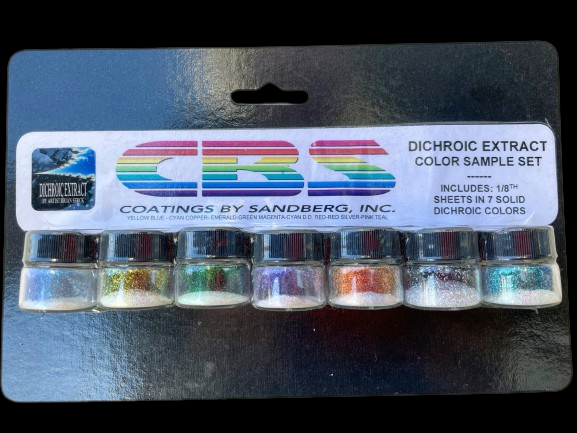 DICHROIC EXTRACT
CBS
COATINGS BY SANDBERG, INC.
YELLOW BLUE - CYAN COPPER- EMERALD-GREEN MAGENTA-CYAN D.D. RED-RED SILVER-PINK TEAL
DICHROIC EXTRACT
COLOR SAMPLE SET
------
INCLUDES: 1/8TH
SHEETS IN 7 SOLID
DICHROIC COLORS